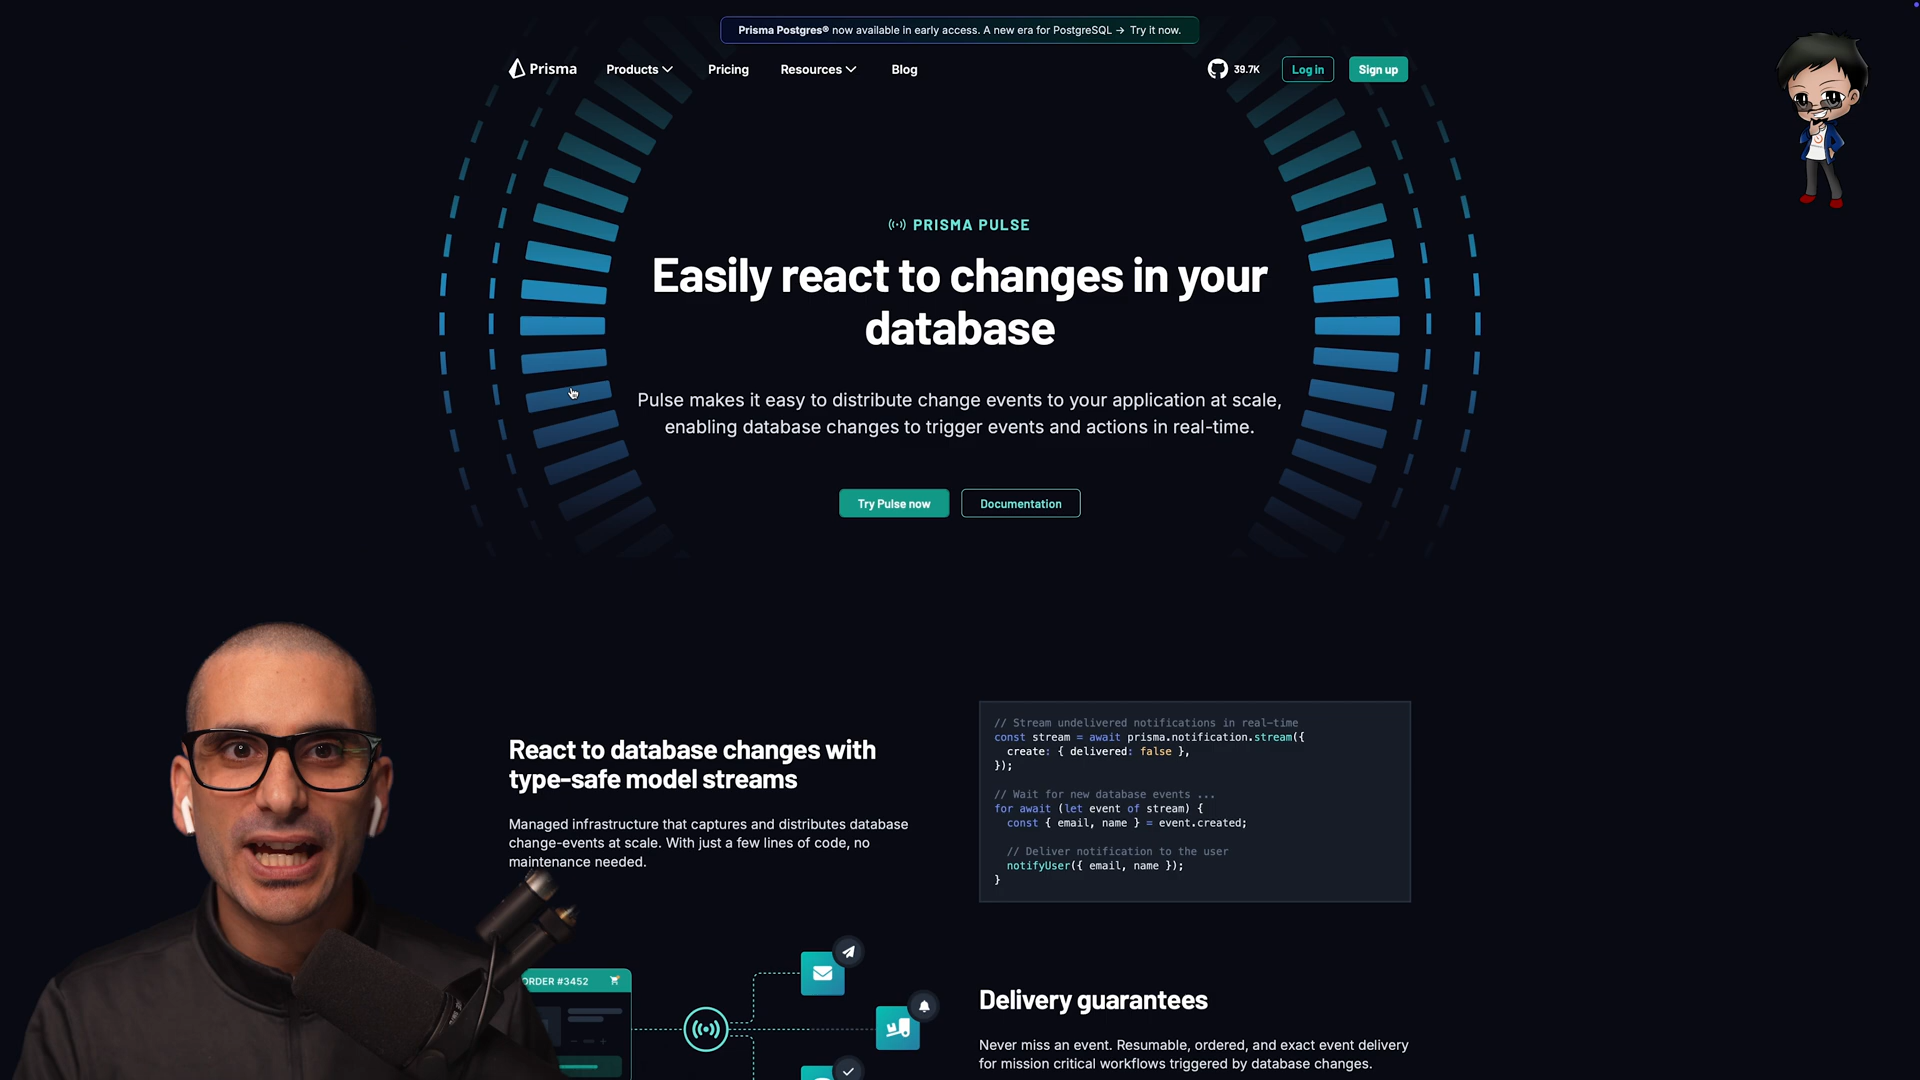 Prisma Postgres® now available in early access. A new era for PostgreSQL → Try it now.
Prisma
Products
Pricing
Resources
Blog
39.7K
Log in
Sign up
PRISMA PULSE
Easily react to changes in your
database
Pulse makes it easy to distribute change events to your application at scale,
enabling database changes to trigger events and actions in real-time.
Try Pulse now
Documentation
React to database changes with
type-safe model streams
Managed infrastructure that captures and distributes database
change-events at scale. With just a few lines of code, no
maintenance needed.
// Stream undelivered notifications in real-time
const stream = await prisma.notification.stream({
  create: { delivered: false },
});
// Wait for new database events ...
for await (let event of stream) {
  const { email, name } = event.created;
  // Deliver notification to the user
  notifyUser({ email, name });
}
ORDER #3452
Delivery guarantees
Never miss an event. Resumable, ordered, and exact event delivery
for mission critical workflows triggered by database changes.